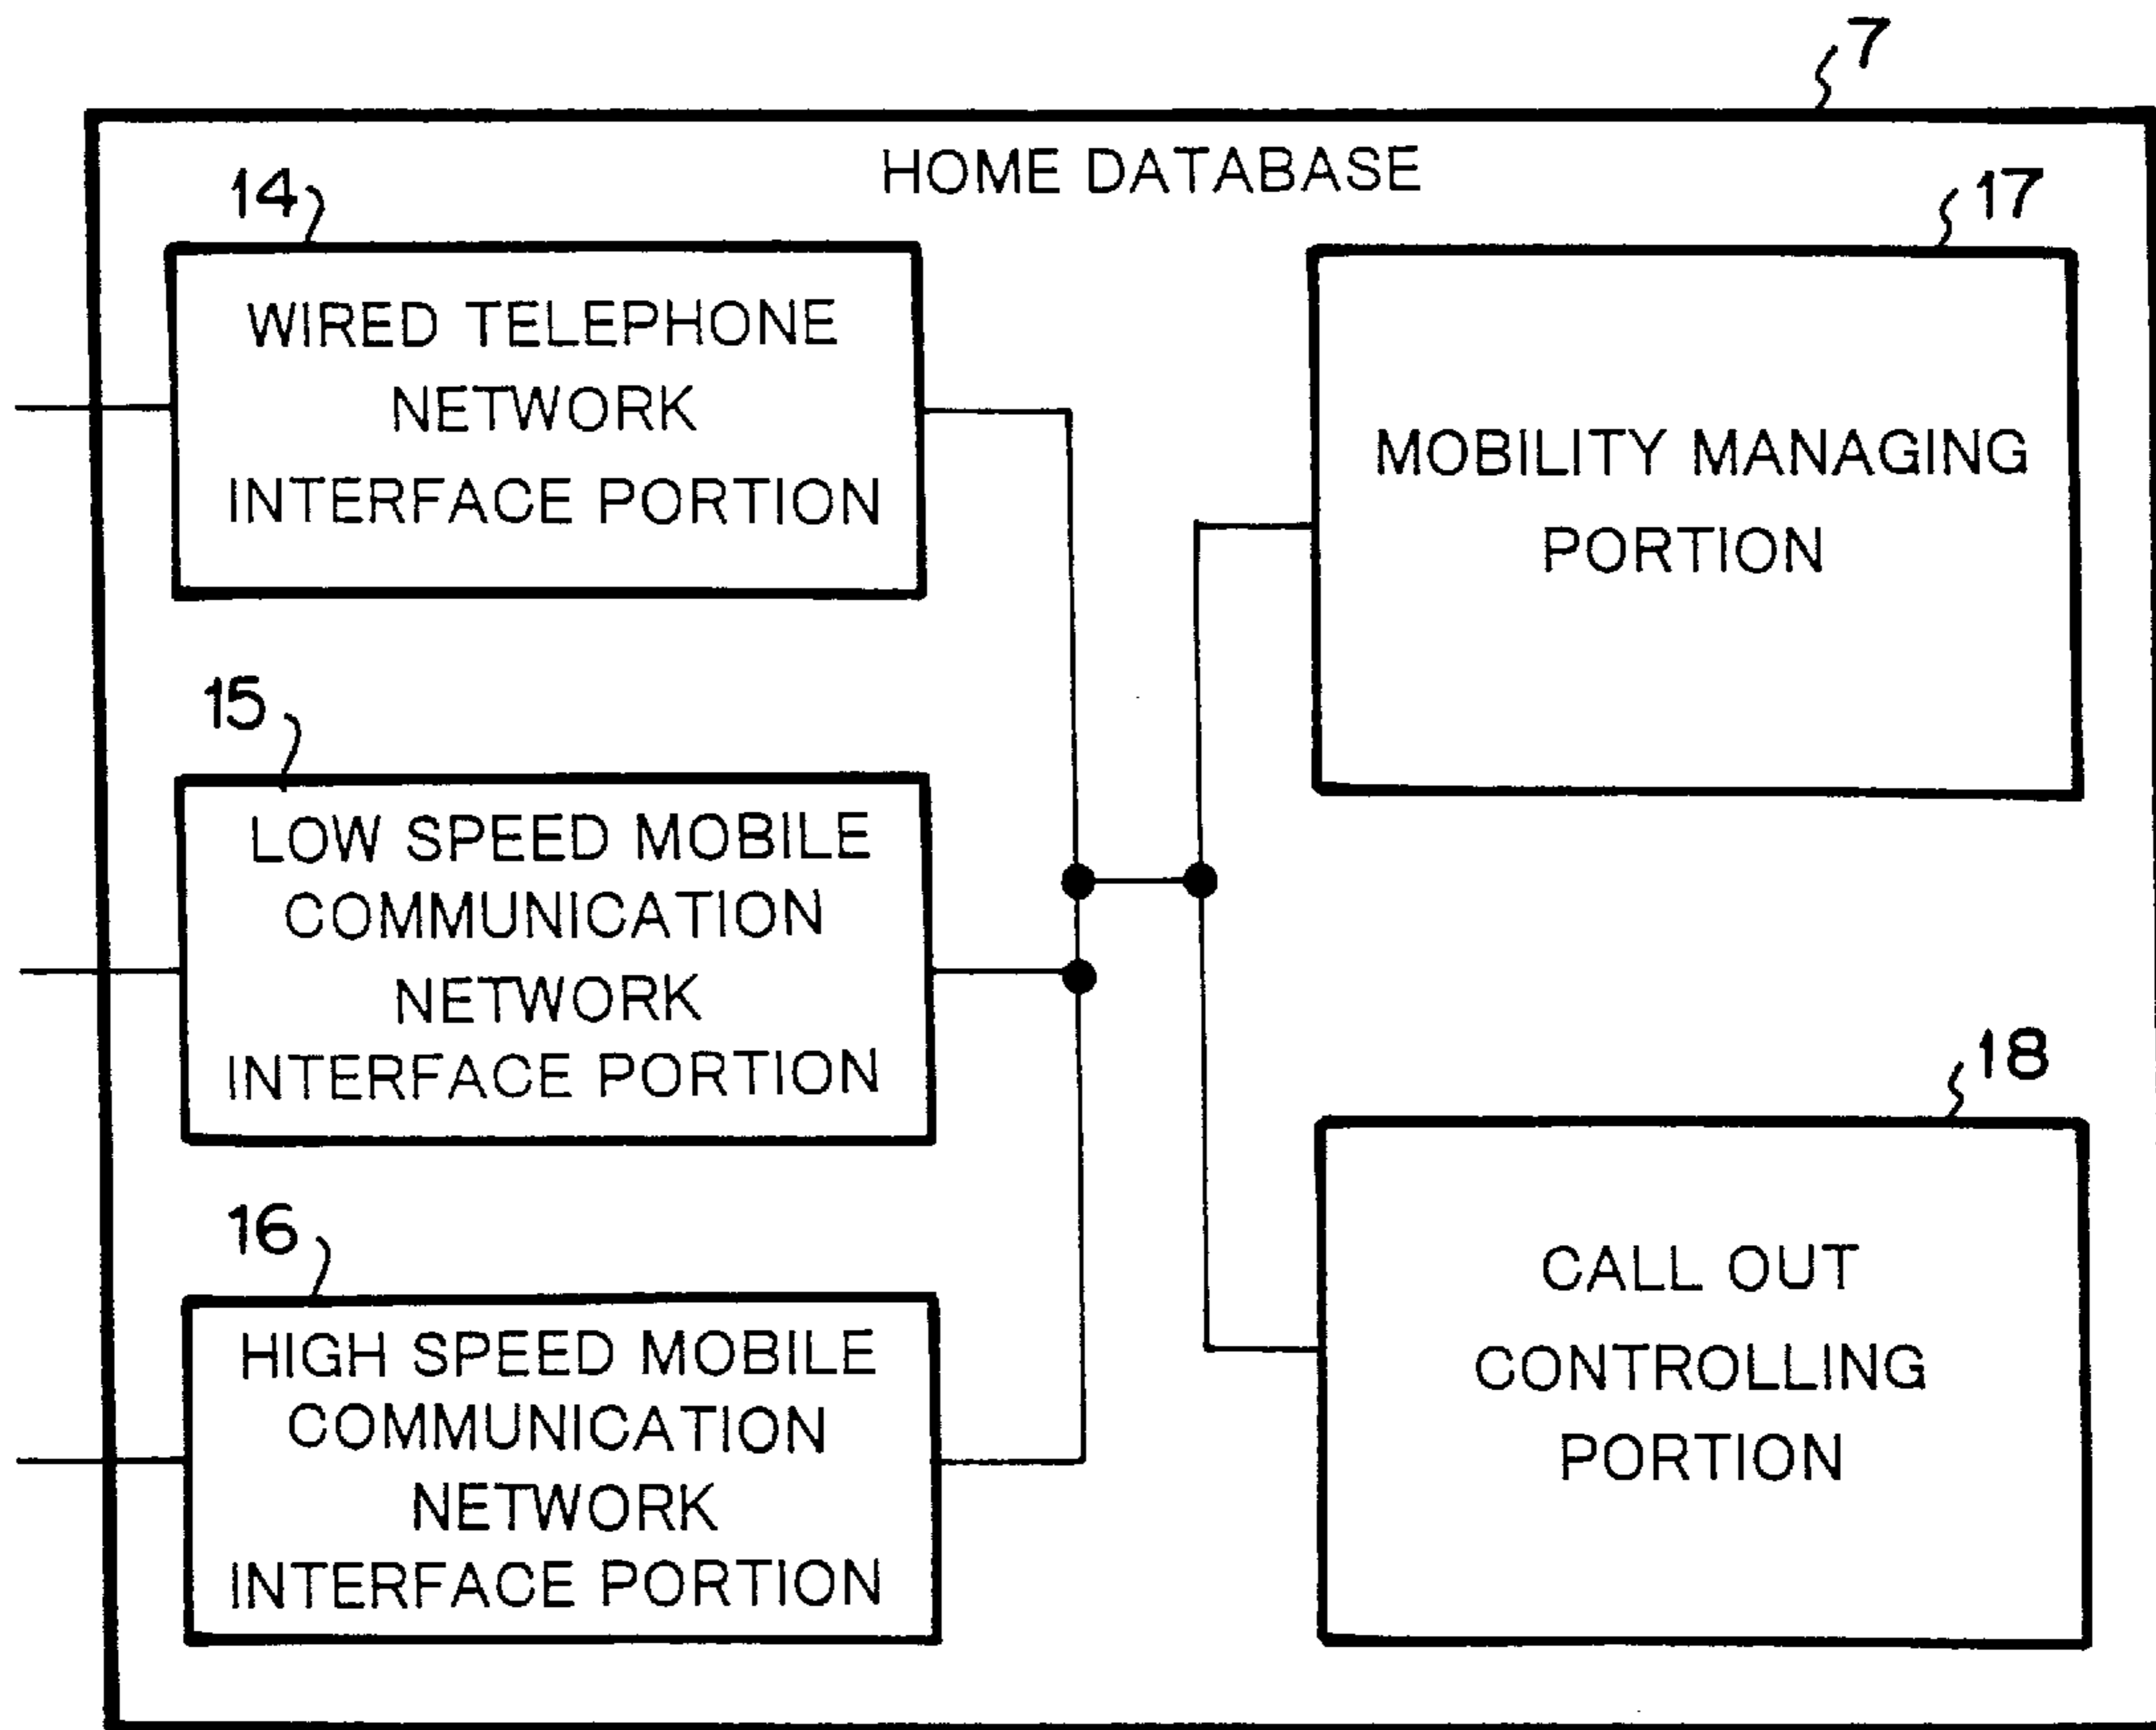 7
HOME DATABASE
14
WIRED TELEPHONE
NETWORK
INTERFACE PORTION
15
LOW SPEED MOBILE
COMMUNICATION
NETWORK
INTERFACE PORTION
16
HIGH SPEED MOBILE
COMMUNICATION
NETWORK
INTERFACE PORTION
17
MOBILITY MANAGING
PORTION
18
CALL OUT
CONTROLLING
PORTION